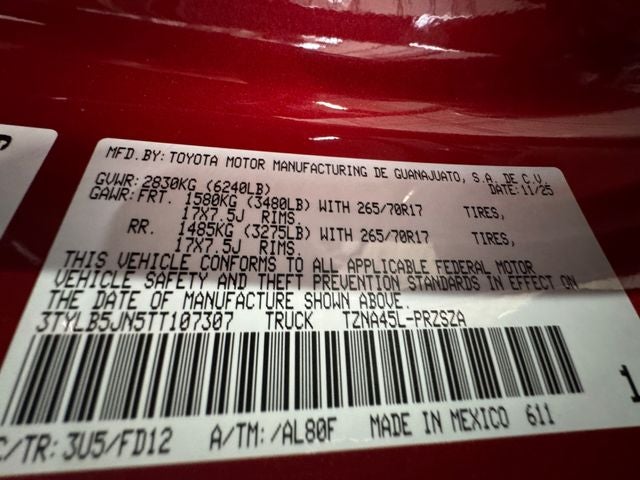 MFD.BY: TOYOTA MOTOR MANUFACTURING DE GUANAJUATO, S.A. DE C.V.
GVWR: 2830KG (6240LB) DATE: 11/25
GAWR: FRT. 1580KG (3480LB) WITH 265/70R17 TIRES,
17X7.5J RIMS.
RR. 1485KG (3275LB) WITH 265/70R17 TIRES,
17X7.5J RIMS.
THIS VEHICLE CONFORMS TO ALL APPLICABLE FEDERAL MOTOR
VEHICLE SAFETY AND THEFT PREVENTION STANDARDS IN EFFECT ON
THE DATE OF MANUFACTURE SHOWN ABOVE.
3TYLB5JN5TT107307 TRUCK TZNA45L-PRZSZA
C/TR: 3U5/FD12 A/TM: /AL80F MADE IN MEXICO 611